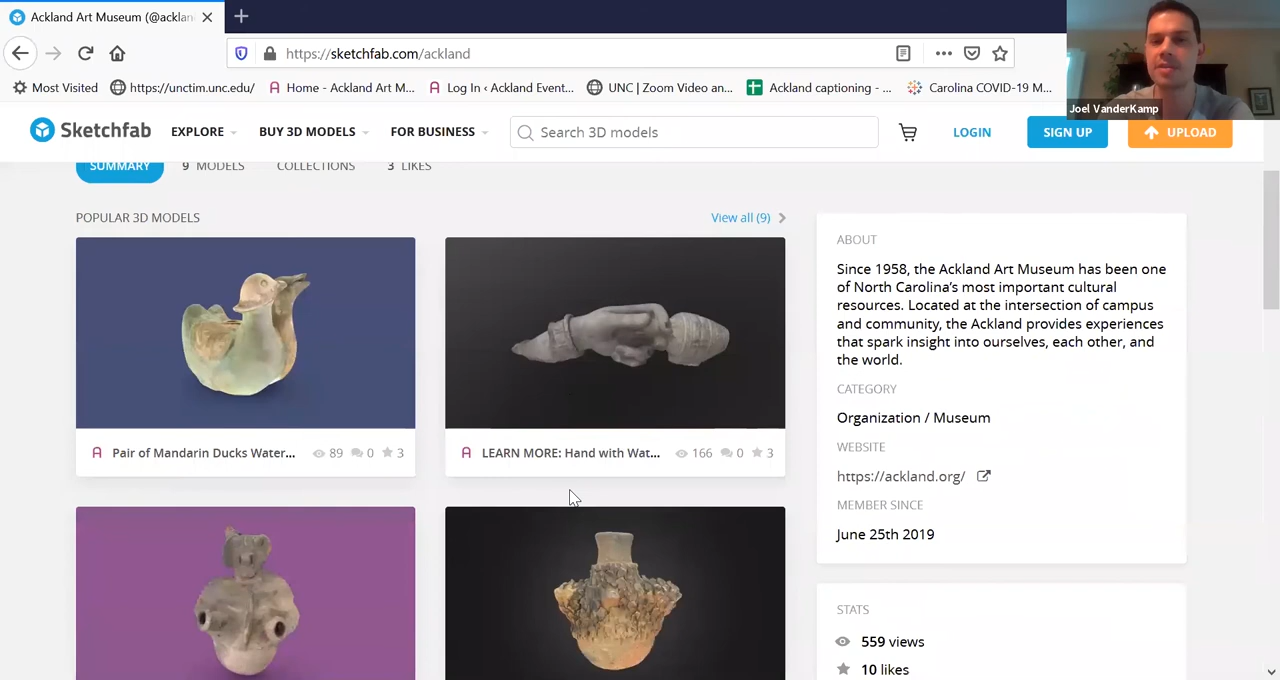 Ackland Art Museum (@acklan
https://sketchfab.com/ackland
Most Visited https://unctim.unc.edu/ Home - Ackland Art M... Log In ‹ Ackland Event... UNC | Zoom Video an... Ackland captioning - ... Carolina COVID-19 M...
Joel VanderKamp
Sketchfab EXPLORE BUY 3D MODELS FOR BUSINESS Search 3D models LOGIN SIGN UP UPLOAD
SUMMARY 9 MODELS COLLECTIONS 3 LIKES
POPULAR 3D MODELS View all (9)
Pair of Mandarin Ducks Water... 89 0 3
LEARN MORE: Hand with Wat... 166 0 3
ABOUT
Since 1958, the Ackland Art Museum has been one
of North Carolina's most important cultural
resources. Located at the intersection of campus
and community, the Ackland provides experiences
that spark insight into ourselves, each other, and
the world.
CATEGORY
Organization / Museum
WEBSITE
https://ackland.org/
MEMBER SINCE
June 25th 2019
STATS
559 views
10 likes